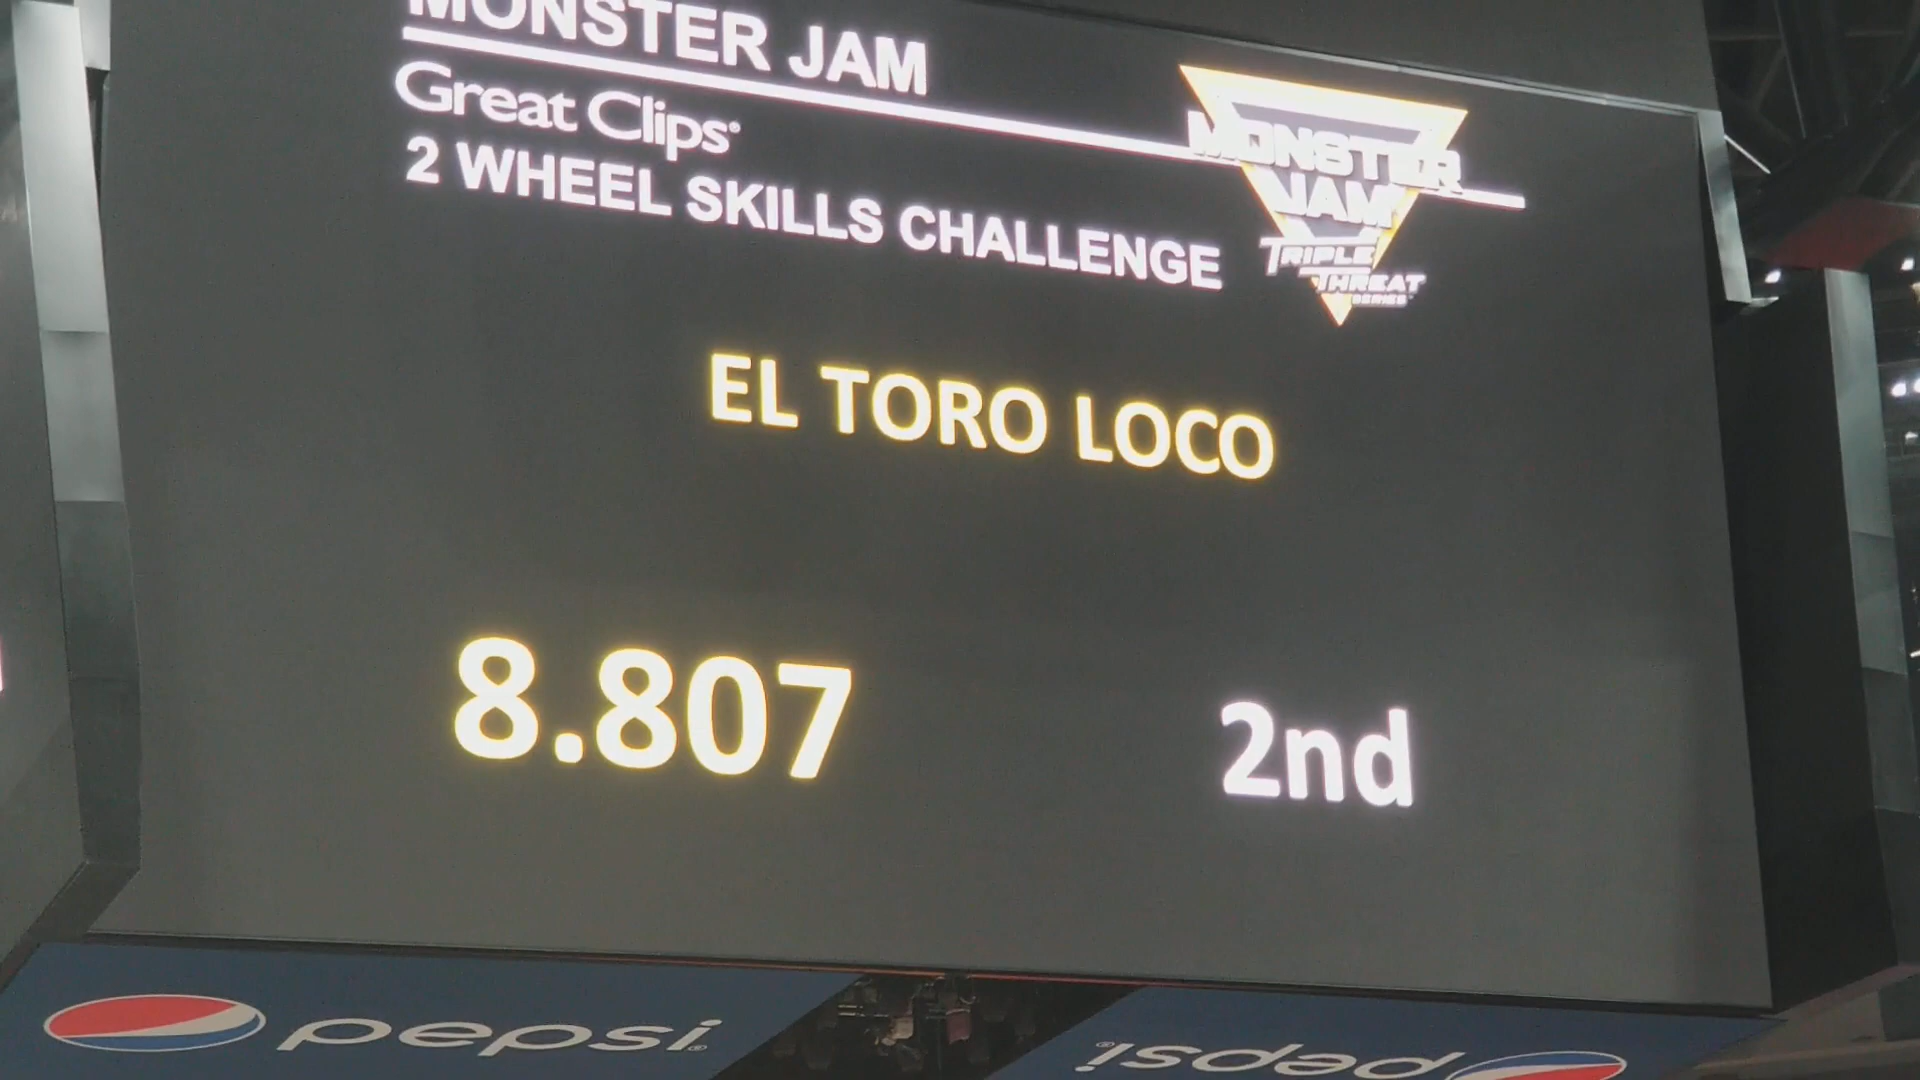 MONSTER JAM
Great Clips®
2 WHEEL SKILLS CHALLENGE
MONSTER
JAM
TRIPLE
THREAT
SERIES
EL TORO LOCO
8.807
2nd
pepsi®
pepsi®